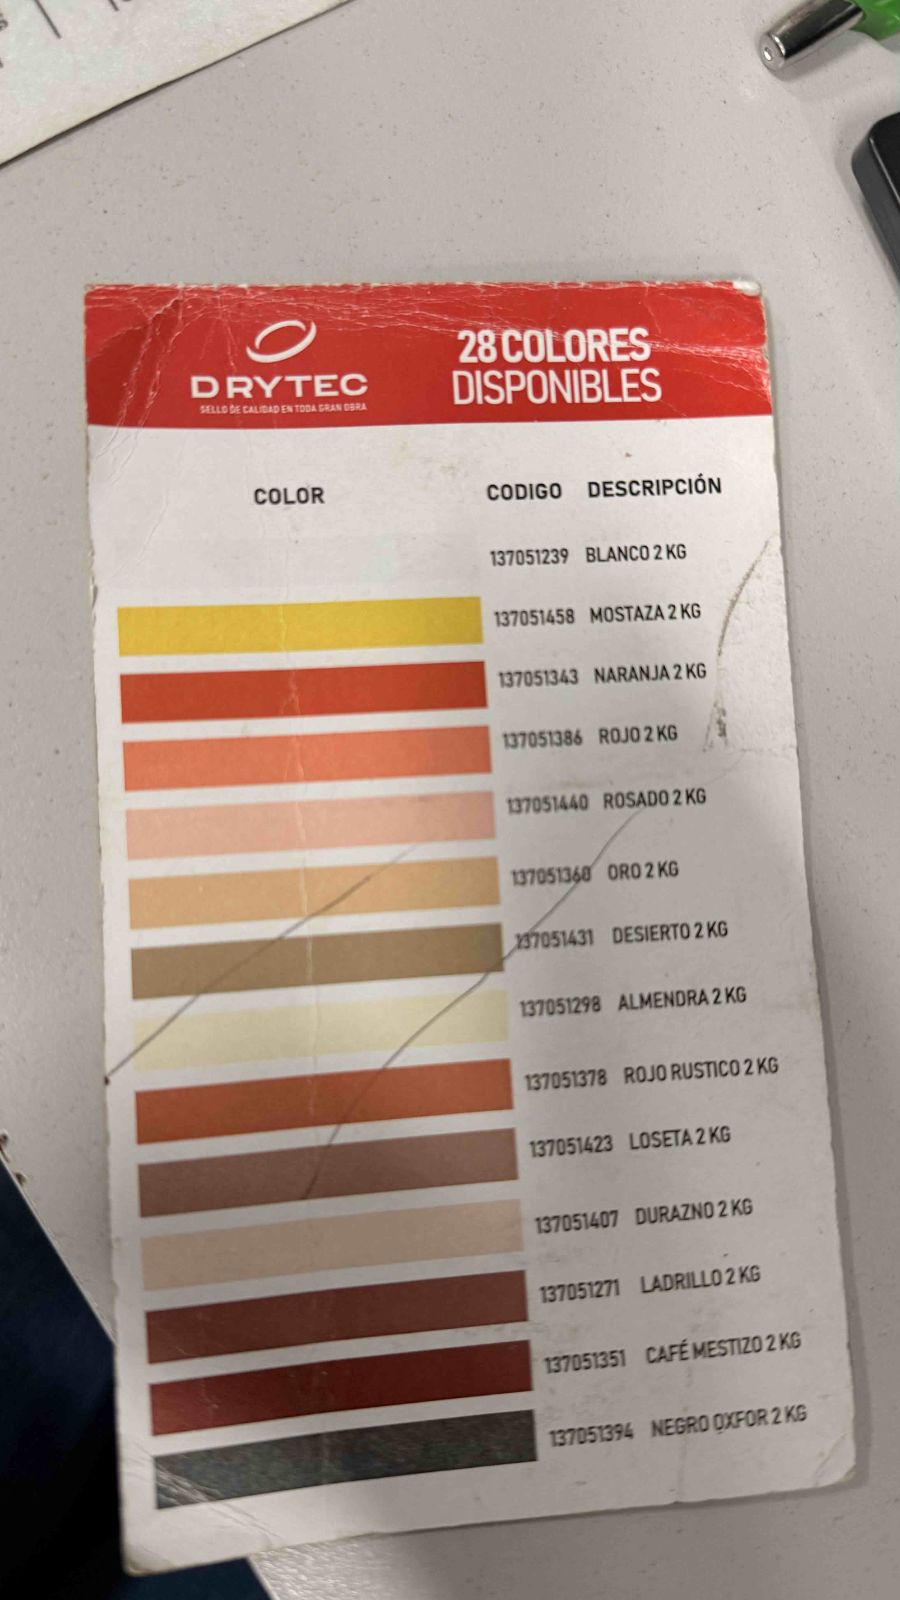 DRYTEC
SELLO DE CALIDAD EN TODA GRAN OBRA
28 COLORES
DISPONIBLES
COLOR CODIGO DESCRIPCIÓN
137051239 BLANCO 2 KG
137051458 MOSTAZA 2 KG
137051343 NARANJA 2 KG
137051386 ROJO 2 KG
137051440 ROSADO 2 KG
137051360 ORO 2 KG
137051431 DESIERTO 2 KG
137051298 ALMENDRA 2 KG
137051378 ROJO RUSTICO 2 KG
137051423 LOSETA 2 KG
137051407 DURAZNO 2 KG
137051271 LADRILLO 2 KG
137051351 CAFÉ MESTIZO 2 KG
137051394 NEGRO OXFOR 2 KG